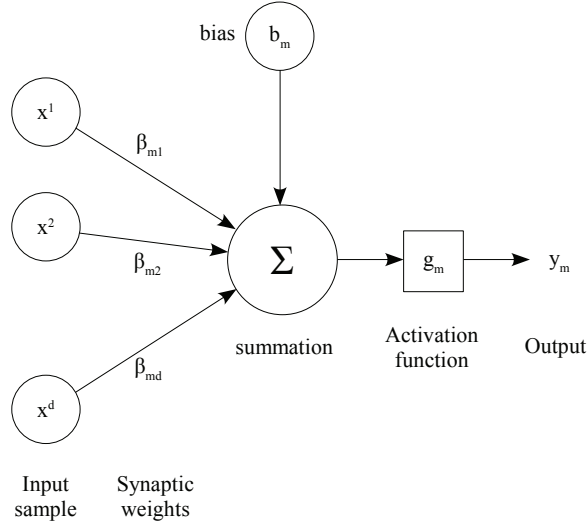 bias
b_m
x^1
β_m1
x^2
β_m2
Σ
g_m
y_m
summation
Activation
function
Output
β_md
x^d
Input
sample
Synaptic
weights